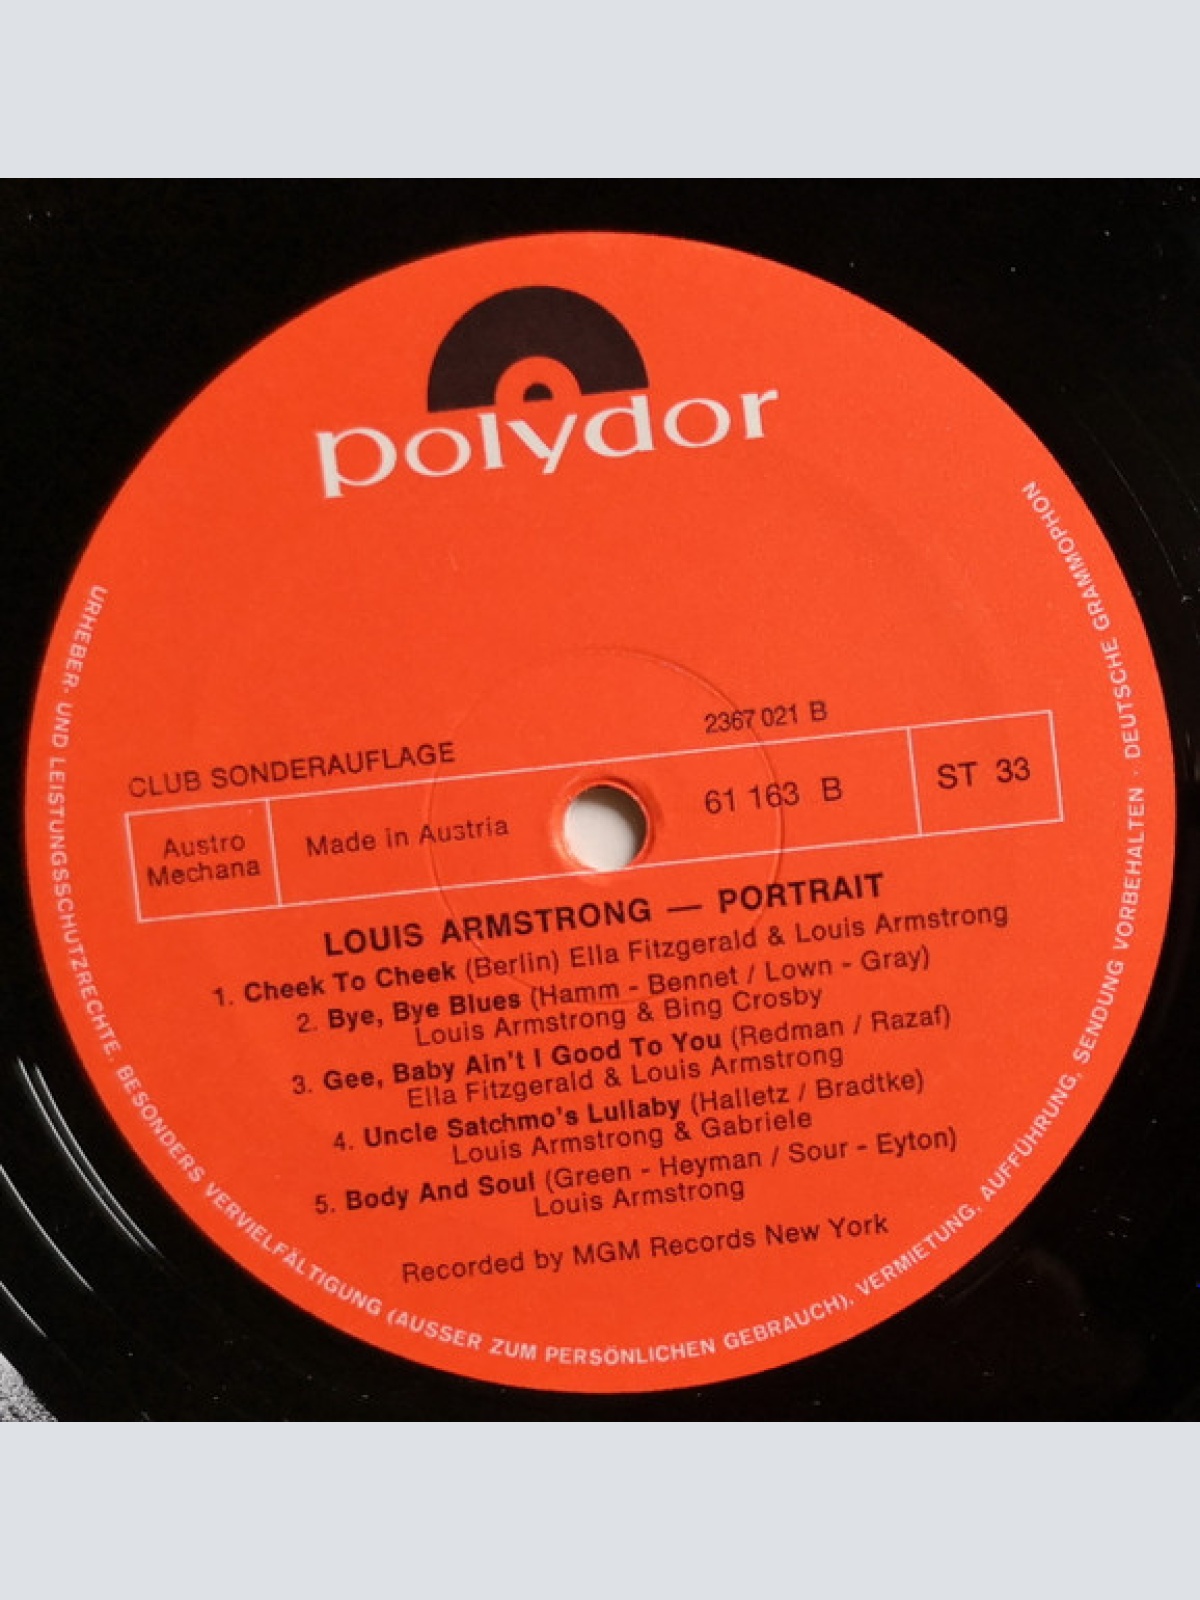 polydor
CLUB SONDERAUFLAGE
2367 021 B
Austro
Mechana
Made in Austria
61 163 B
ST 33
LOUIS ARMSTRONG — PORTRAIT
1. Cheek To Cheek (Berlin) Ella Fitzgerald & Louis Armstrong
2. Bye, Bye Blues (Hamm - Bennet / Lown - Gray)
Louis Armstrong & Bing Crosby
3. Gee, Baby Ain't I Good To You (Redman / Razaf)
Ella Fitzgerald & Louis Armstrong
4. Uncle Satchmo's Lullaby (Halletz / Bradtke)
Louis Armstrong & Gabriele
5. Body And Soul (Green - Heyman / Sour - Eyton)
Louis Armstrong
Recorded by MGM Records New York
URHEBER- UND LEISTUNGSSCHUTZRECHTE, BESONDERS VERVIELFÄLTIGUNG (AUSSER ZUM PERSÖNLICHEN GEBRAUCH), VERMIETUNG, AUFFÜHRUNG, SENDUNG VORBEHALTEN · DEUTSCHE GRAMMOPHON